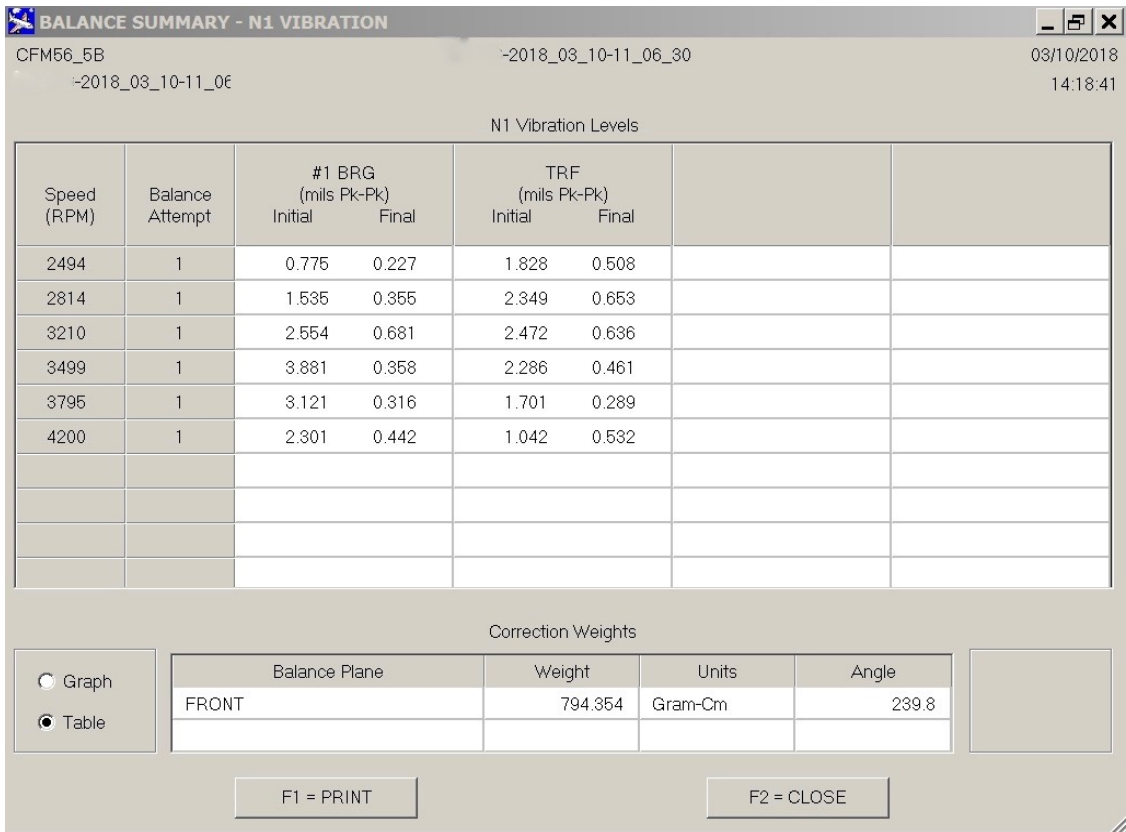 BALANCE SUMMARY - N1 VIBRATION
CFM56_5B -2018_03_10-11_06_30 03/10/2018
-2018_03_10-11_06 14:18:41
N1 Vibration Levels
#1 BRG TRF
Speed Balance (mils Pk-Pk) (mils Pk-Pk)
(RPM) Attempt Initial Final Initial Final
2494 1 0.775 0.227 1.828 0.508
2814 1 1.535 0.355 2.349 0.653
3210 1 2.554 0.681 2.472 0.636
3499 1 3.881 0.358 2.286 0.461
3795 1 3.121 0.316 1.701 0.289
4200 1 2.301 0.442 1.042 0.532
Correction Weights
Graph
Table
Balance Plane Weight Units Angle
FRONT 794.354 Gram-Cm 239.8
F1 = PRINT F2 = CLOSE